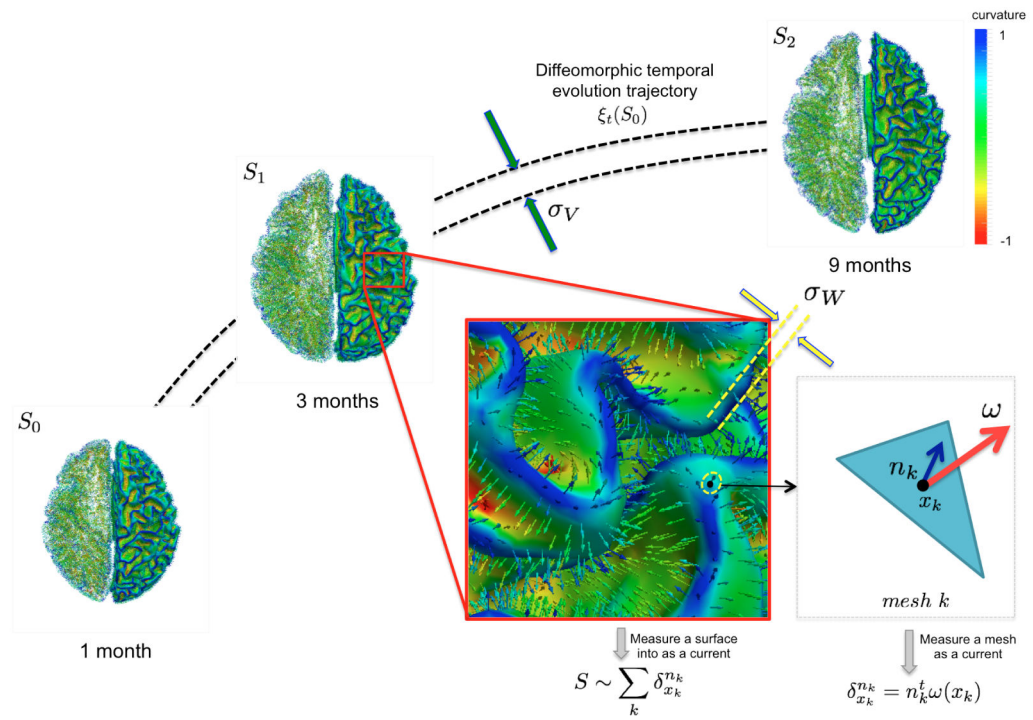 curvature
1
-1
S_2
9 months
Diffeomorphic temporal
evolution trajectory
ξ_t(S_0)
σ_V
S_1
3 months
S_0
1 month
σ_W
ω
n_k
x_k
mesh k
Measure a surface
into as a current
S ∼ ∑_k δ_{x_k}^{n_k}
Measure a mesh
as a current
δ_{x_k}^{n_k} = n_k^t ω(x_k)